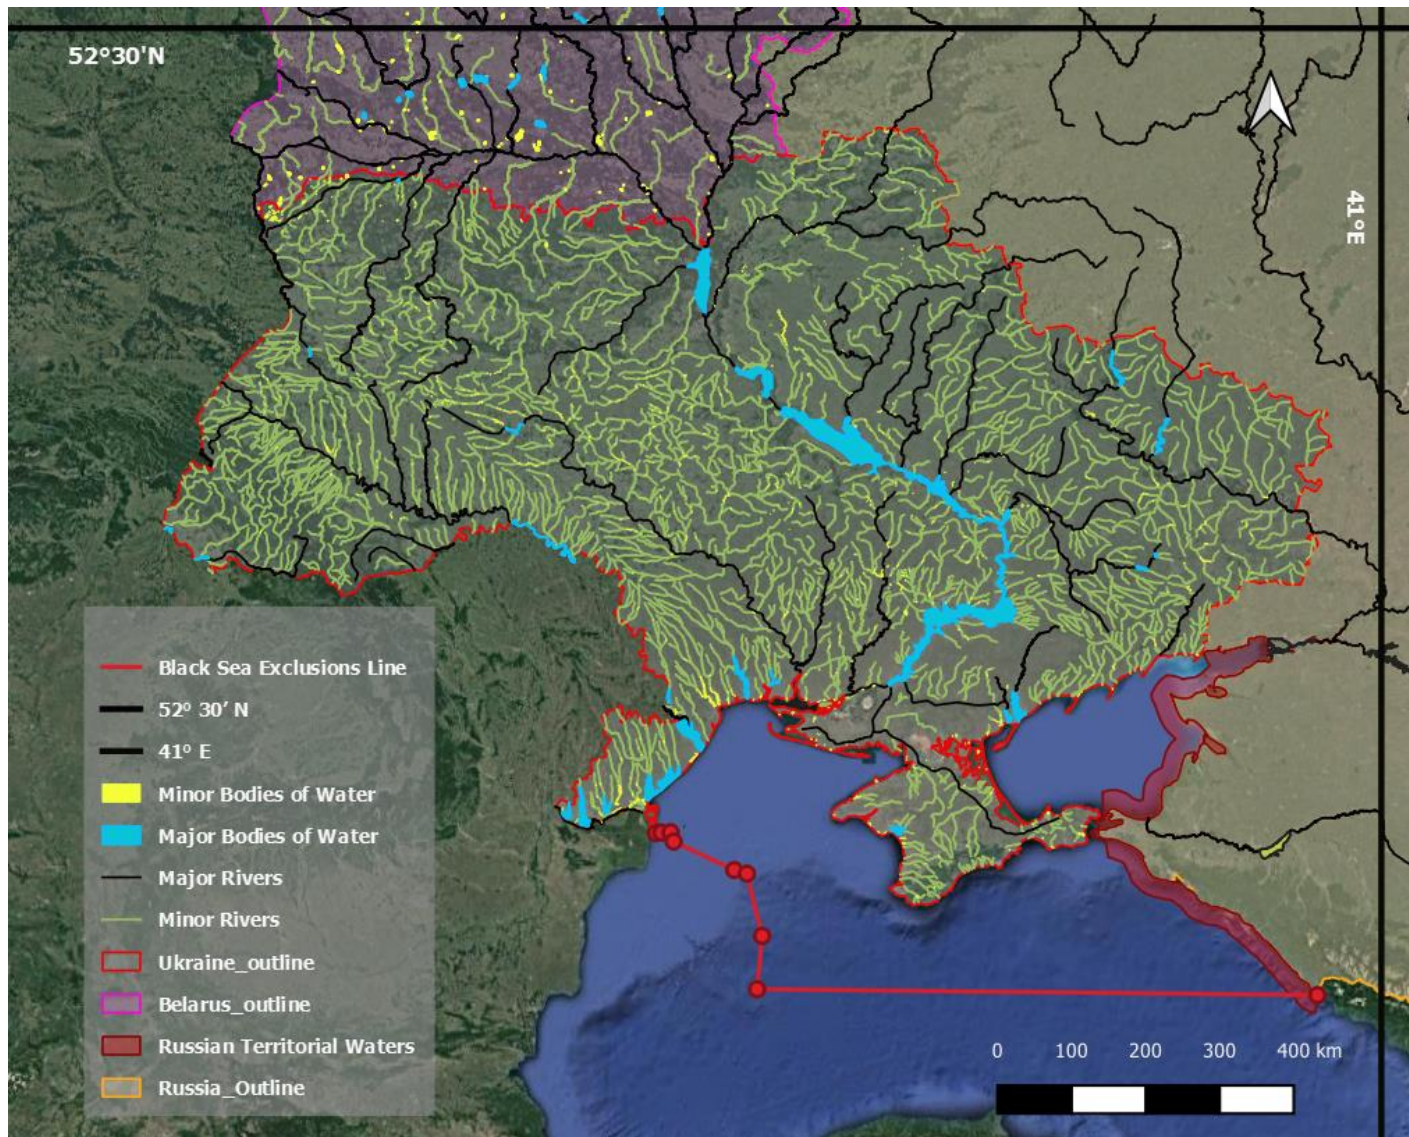 52°30'N
41°E
Black Sea Exclusions Line
52° 30’ N
41° E
Minor Bodies of Water
Major Bodies of Water
Major Rivers
Minor Rivers
Ukraine_outline
Belarus_outline
Russian Territorial Waters
Russia_Outline
0 100 200 300 400 km